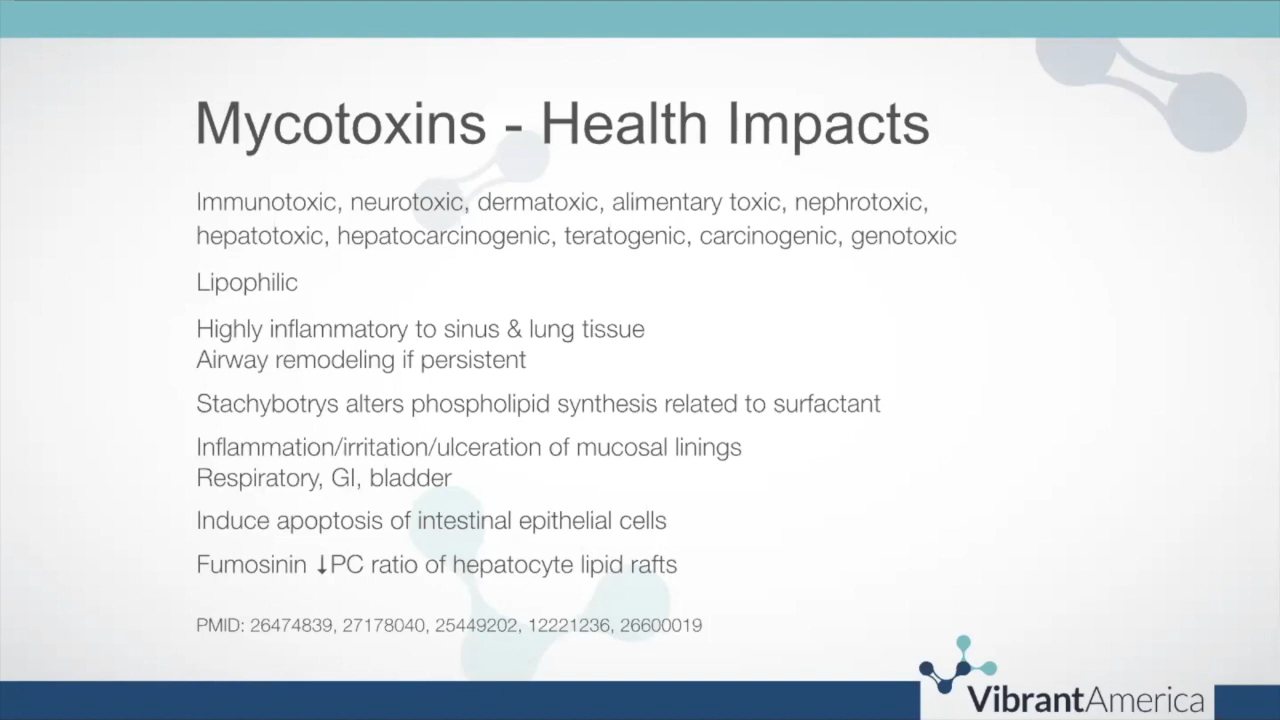 Mycotoxins - Health Impacts
Immunotoxic, neurotoxic, dermatoxic, alimentary toxic, nephrotoxic,
hepatotoxic, hepatocarcinogenic, teratogenic, carcinogenic, genotoxic
Lipophilic
Highly inflammatory to sinus & lung tissue
Airway remodeling if persistent
Stachybotrys alters phospholipid synthesis related to surfactant
Inflammation/irritation/ulceration of mucosal linings
Respiratory, GI, bladder
Induce apoptosis of intestinal epithelial cells
Fumosinin ↓PC ratio of hepatocyte lipid rafts
PMID: 26474839, 27178040, 25449202, 12221236, 26600019
VibrantAmerica